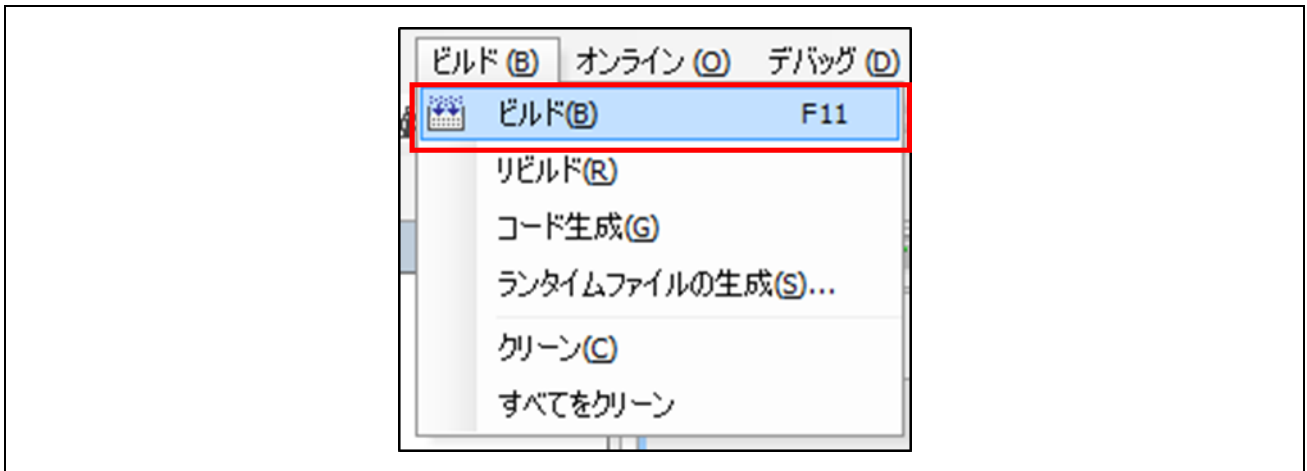 ビルド (B) オンライン (O) デバッグ (D)
ビルド(B) F11
リビルド(R)
コード生成(G)
ランタイムファイルの生成(S)...
クリーン(C)
すべてをクリーン